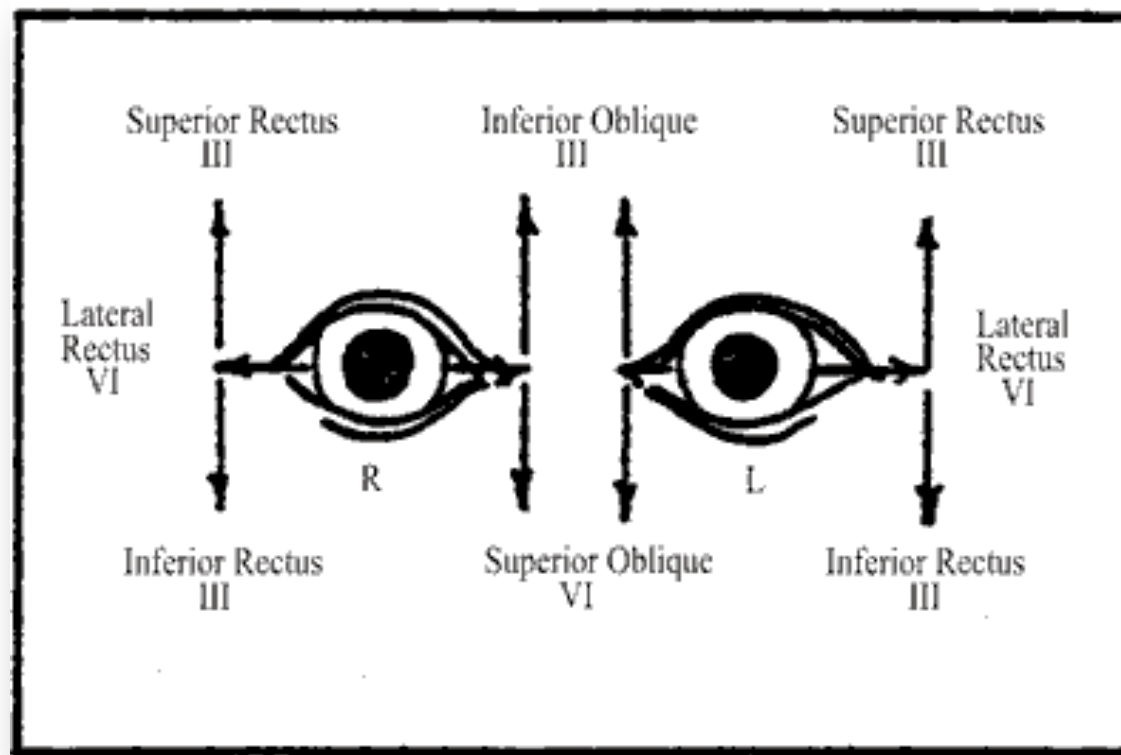 Superior Rectus
III
Inferior Oblique
III
Superior Rectus
III
Lateral
Rectus
VI
Lateral
Rectus
VI
R
L
Inferior Rectus
III
Superior Oblique
VI
Inferior Rectus
III